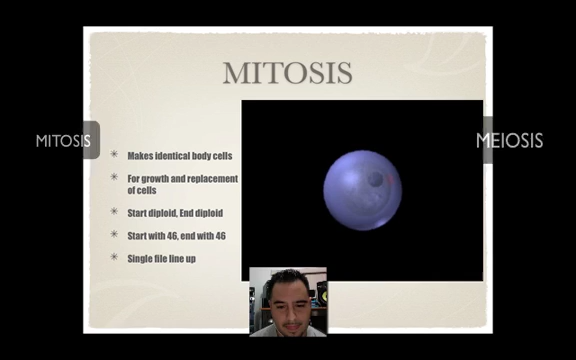 MITOSIS
MITOSIS
MEIOSIS
Makes identical body cells
For growth and replacement
of cells
Start diploid, End diploid
Start with 46, end with 46
Single file line up